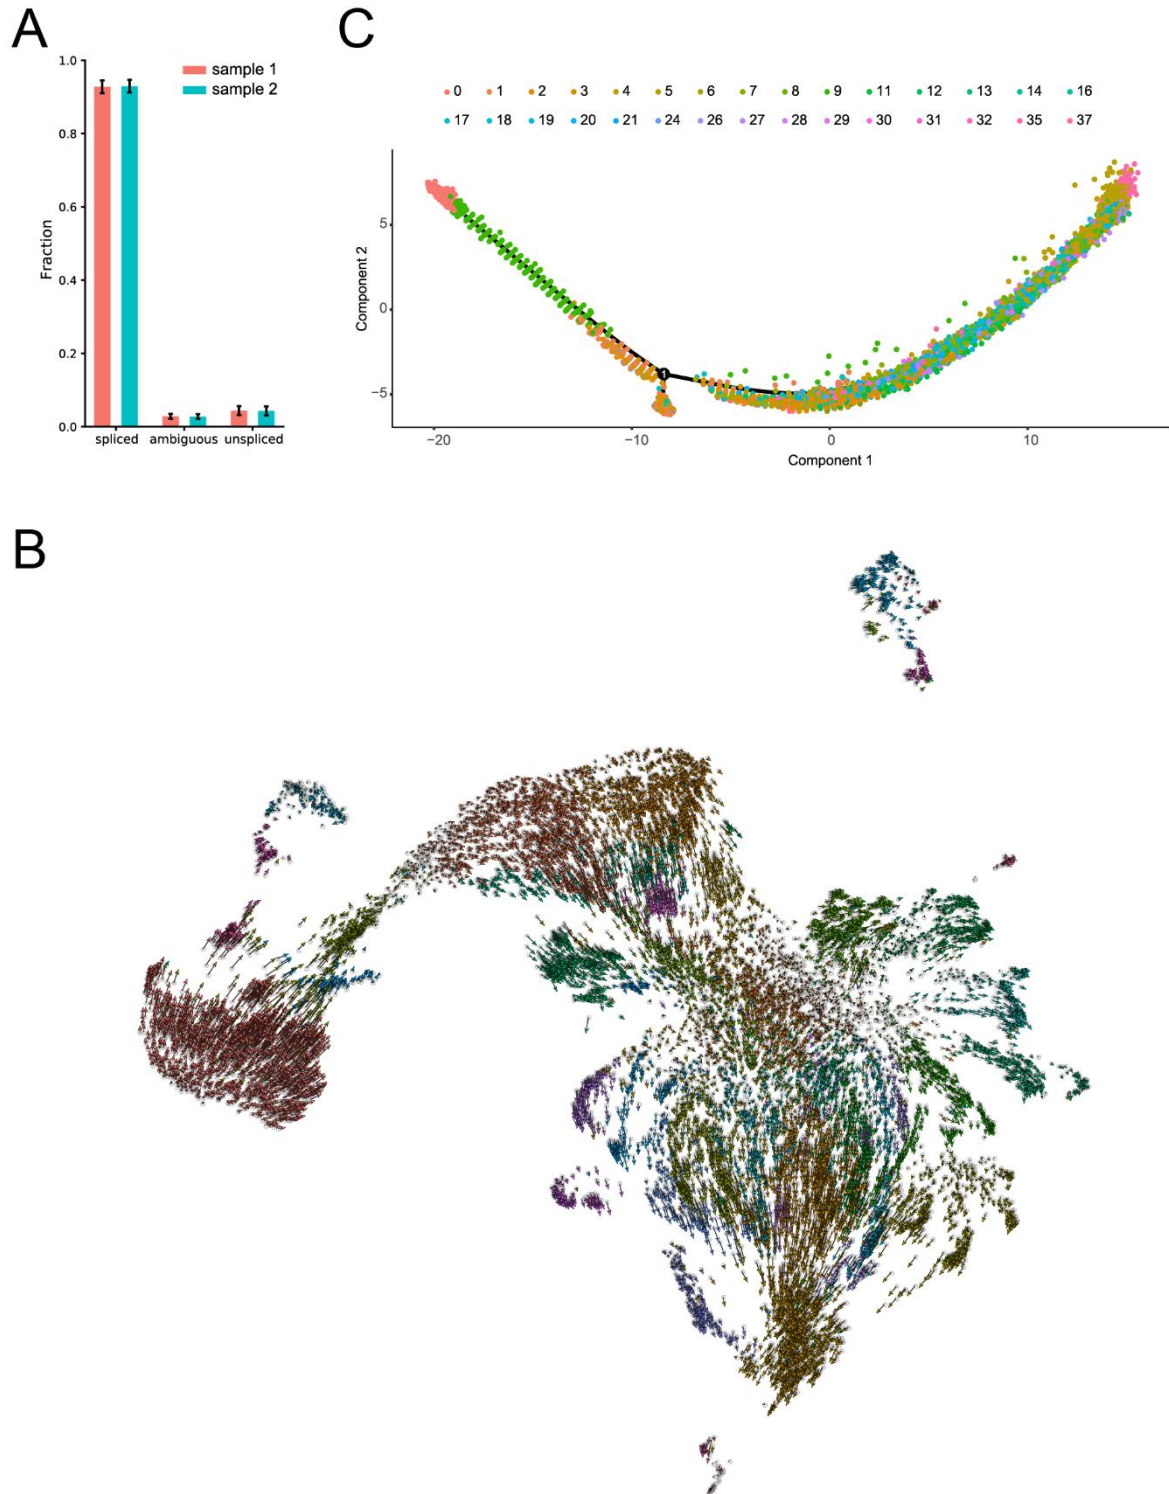 A
1.0
0.8
0.6
0.4
0.2
0.0
Fraction
sample 1
sample 2
spliced ambiguous unspliced
C
0 1 2 3 4 5 6 7 8 9 11 12 13 14 16
17 18 19 20 21 24 26 27 28 29 30 31 32 35 37
5
0
−5
Component 2
1
−20 −10 0 10
Component 1
B